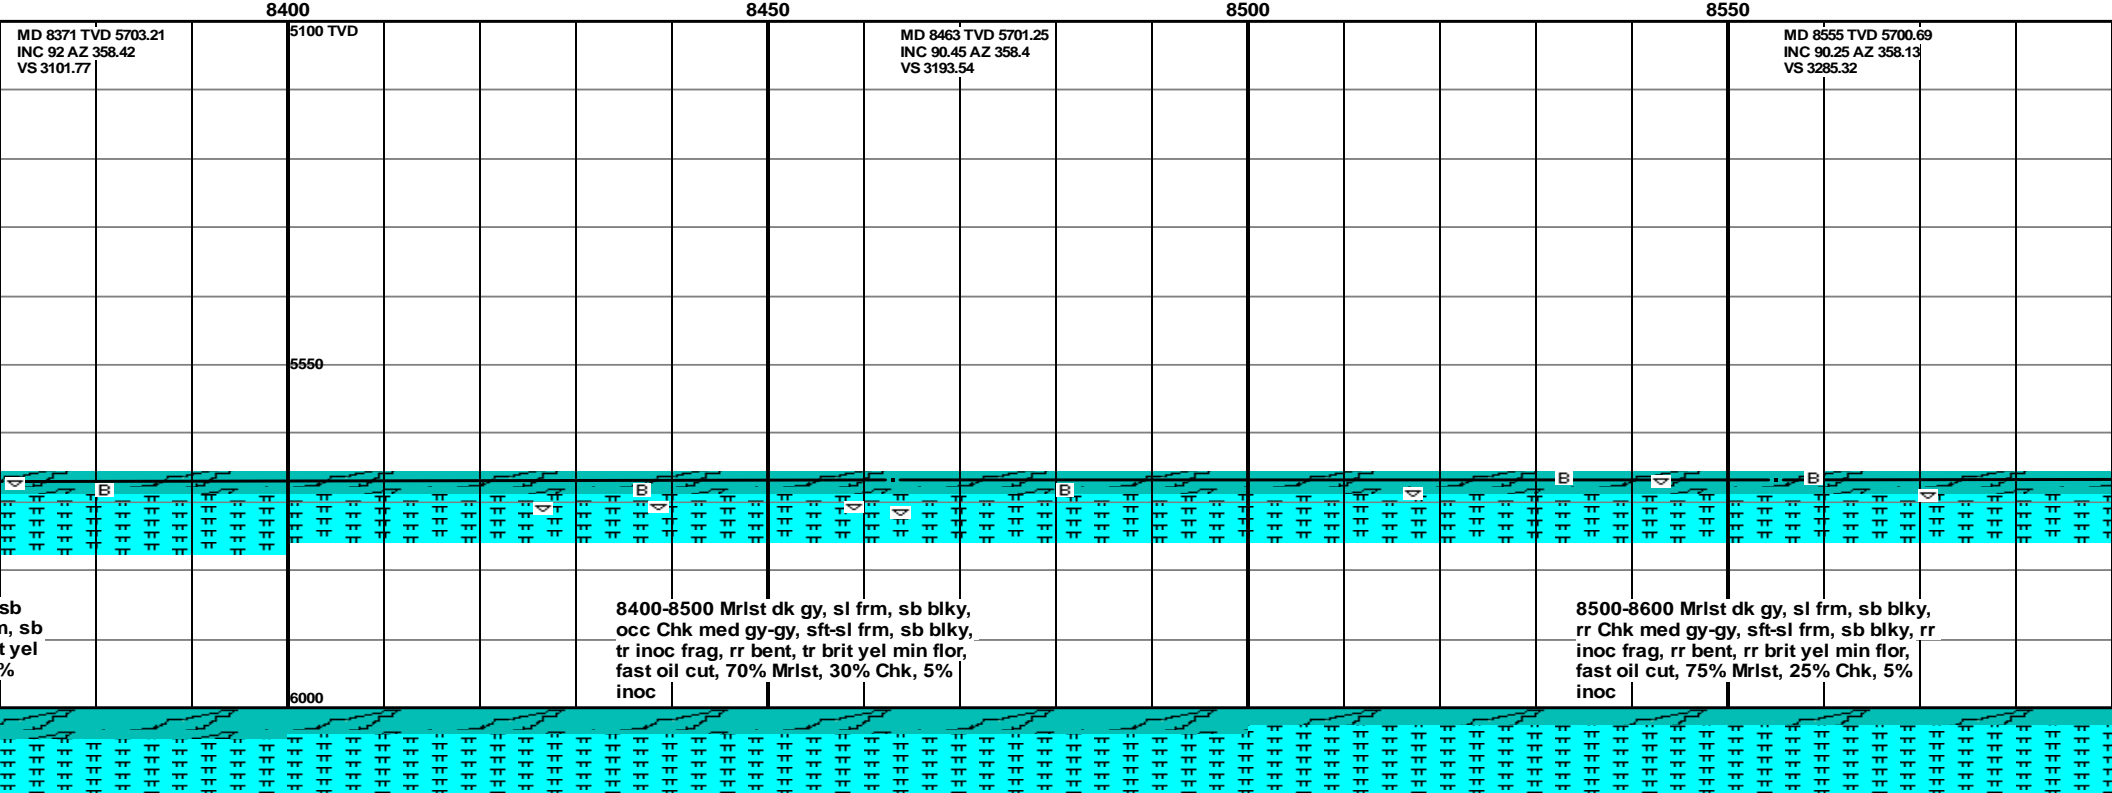 8400 8450 8500 8550
5100 TVD
MD 8371 TVD 5703.21
INC 92 AZ 358.42
VS 3101.77
MD 8463 TVD 5701.25
INC 90.45 AZ 358.4
VS 3193.54
MD 8555 TVD 5700.69
INC 90.25 AZ 358.13
VS 3285.32
5550
B
B
B
B
B
sb
, sb
yel
%
8400-8500 Mrlst dk gy, sl frm, sb blky,
occ Chk med gy-gy, sft-sl frm, sb blky,
tr inoc frag, rr bent, tr brit yel min flor,
fast oil cut, 70% Mrlst, 30% Chk, 5%
inoc
8500-8600 Mrlst dk gy, sl frm, sb blky,
rr Chk med gy-gy, sft-sl frm, sb blky, rr
inoc frag, rr bent, rr brit yel min flor,
fast oil cut, 75% Mrlst, 25% Chk, 5%
inoc
6000